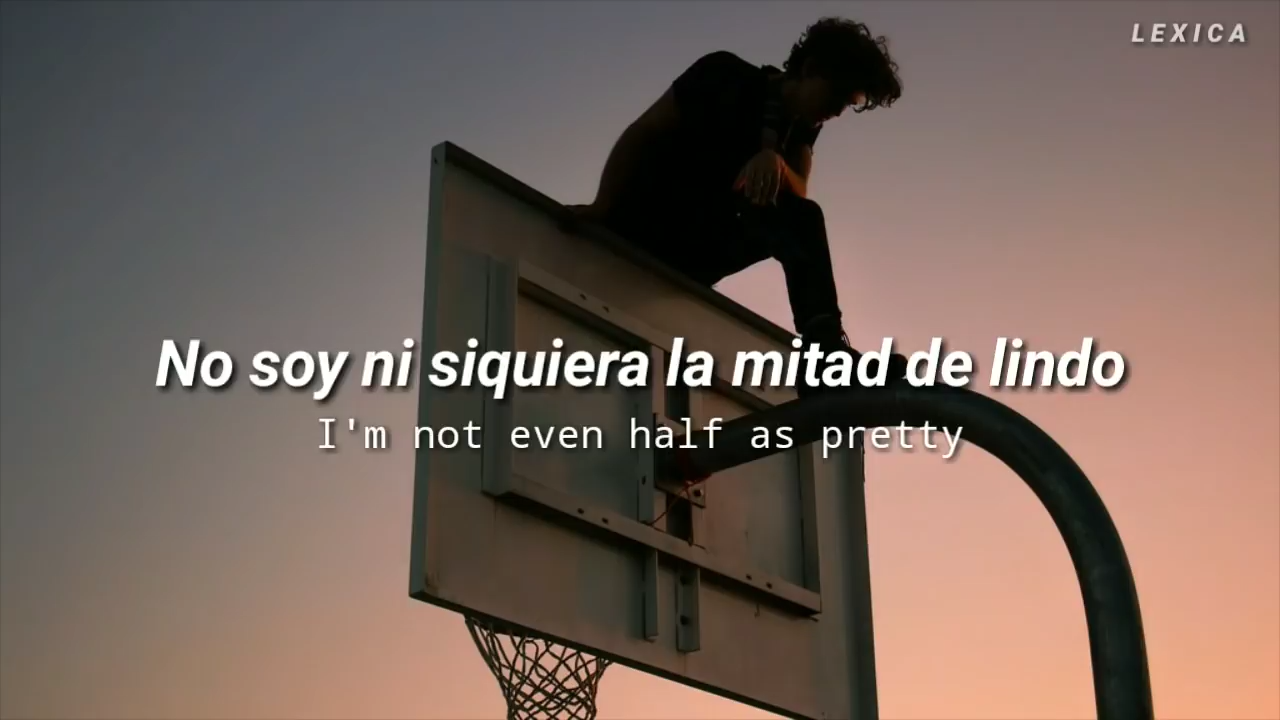 LEXICA
No soy ni siquiera la mitad de lindo
I'm not even half as pretty